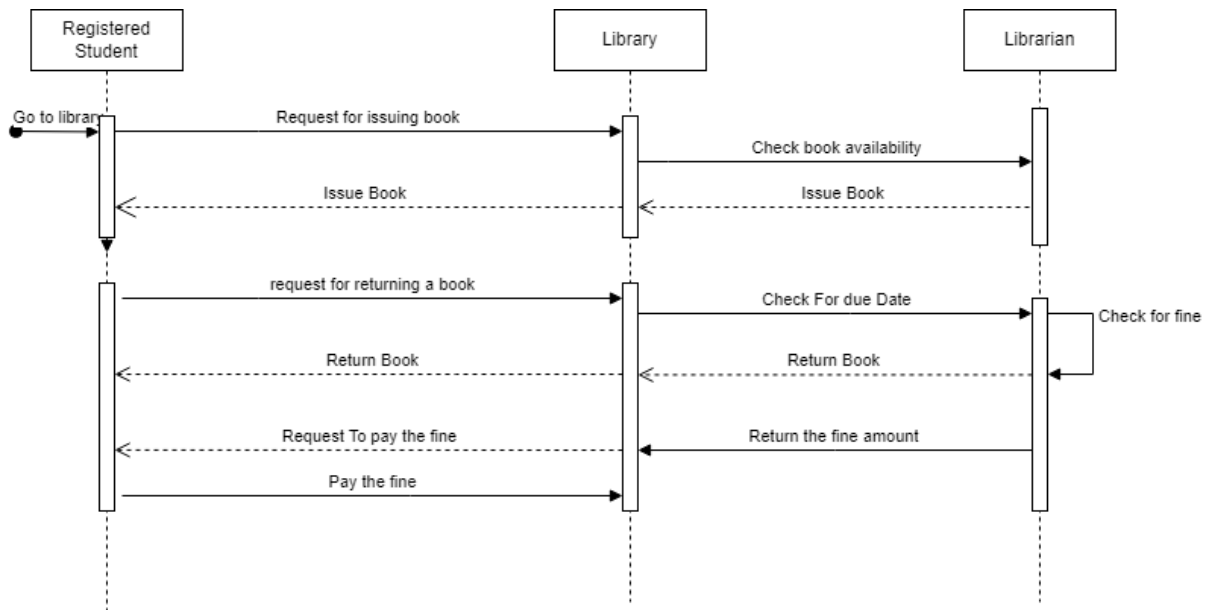 Registered
Student
Library
Librarian
Go to library
Request for issuing book
Check book availability
Issue Book
Issue Book
request for returning a book
Check For due Date
Check for fine
Return Book
Return Book
Request To pay the fine
Return the fine amount
Pay the fine